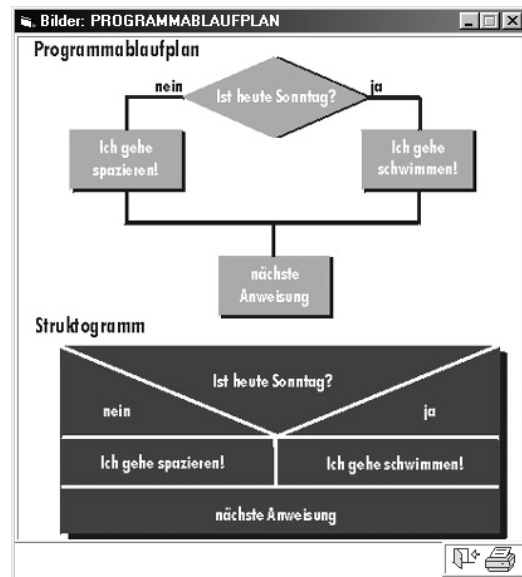 Bilder: PROGRAMMABLAUFPLAN
Programmablaufplan
nein
Ist heute Sonntag?
ja
Ich gehe
spazieren!
Ich gehe
schwimmen!
nächste
Anweisung
Struktogramm
Ist heute Sonntag?
nein
ja
Ich gehe spazieren!
Ich gehe schwimmen!
nächste Anweisung